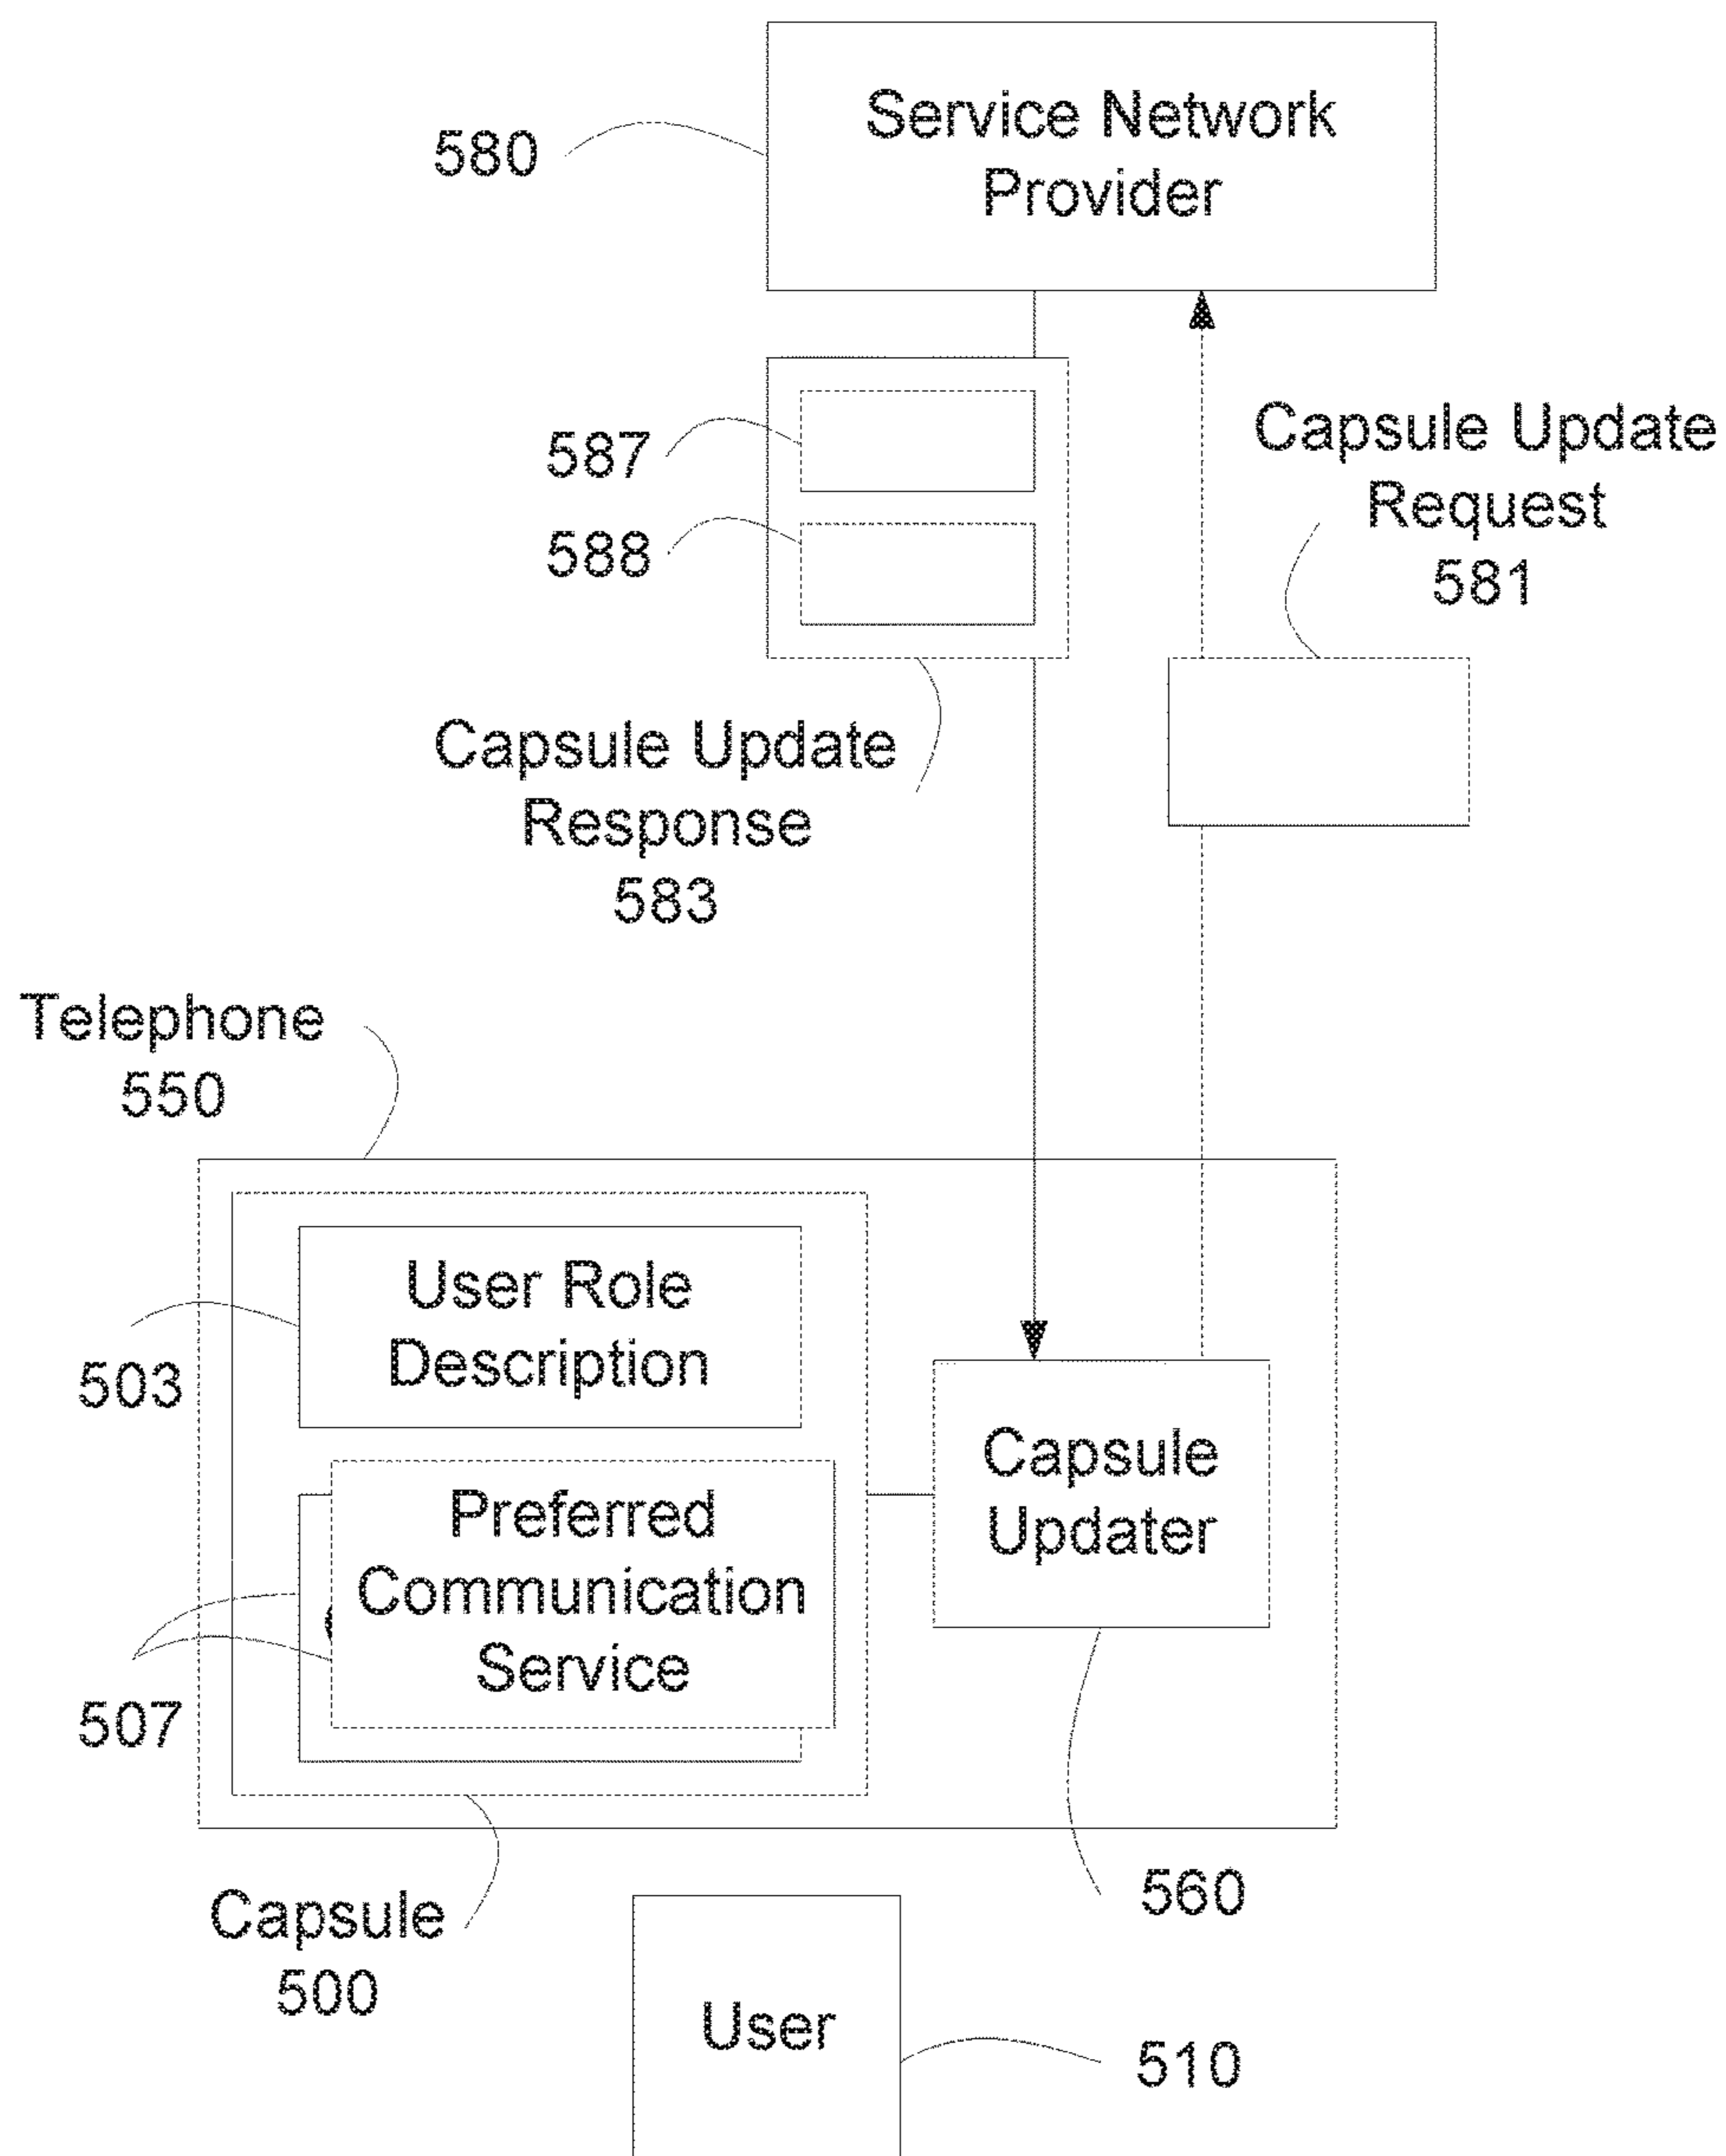 Service Network
Provider
580
587
588
Capsule Update
Request
581
Capsule Update
Response
583
Telephone
550
User Role
Description
503
Capsule
Updater
Preferred
Communication
Service
507
560
Capsule
500
User
510